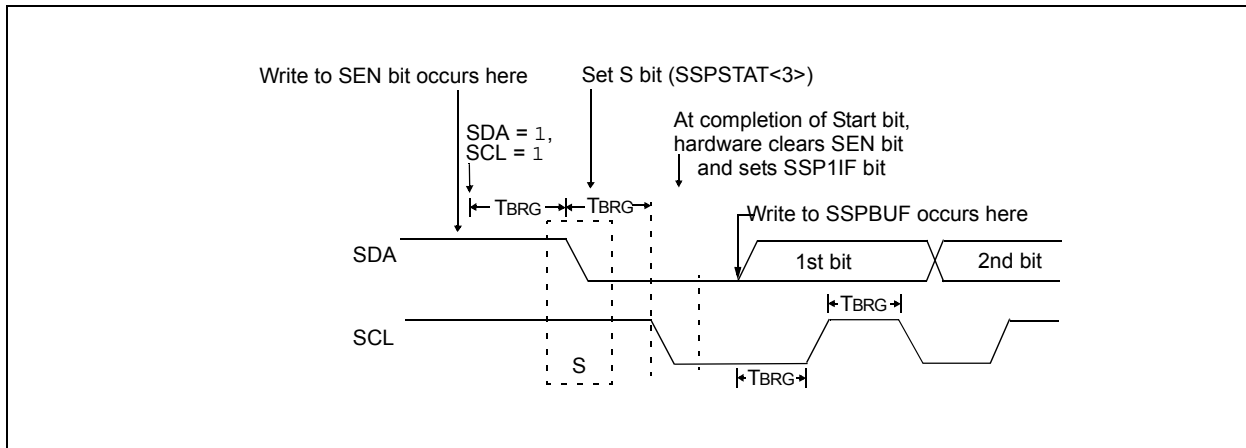 Write to SEN bit occurs here
Set S bit (SSPSTAT<3>)
SDA = 1,
SCL = 1
At completion of Start bit,
hardware clears SEN bit
and sets SSP1IF bit
TBRG
TBRG
Write to SSPBUF occurs here
SDA
1st bit
2nd bit
TBRG
SCL
S
TBRG